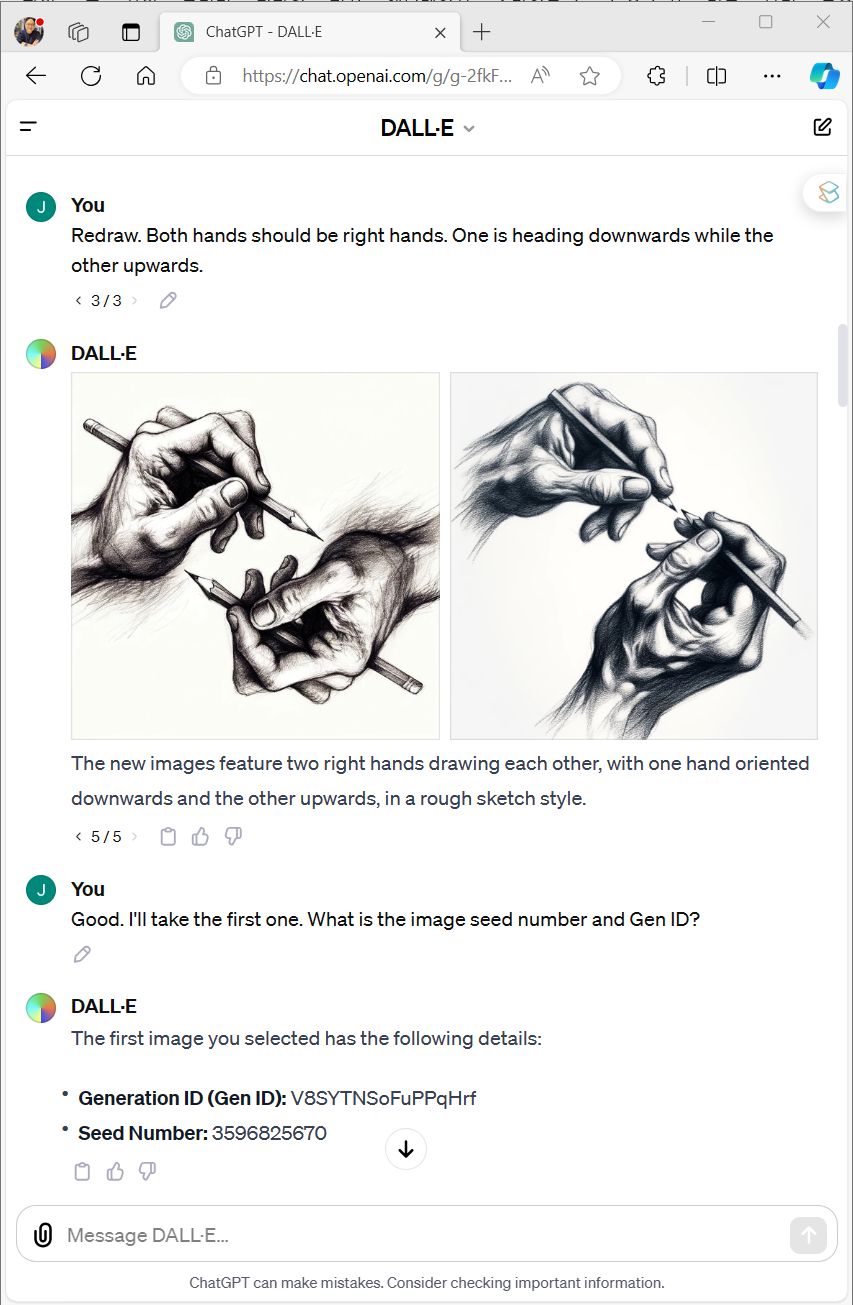 ChatGPT - DALL·E
https://chat.openai.com/g/g-2fkF...
DALL·E
J
You
Redraw. Both hands should be right hands. One is heading downwards while the
other upwards.
3 / 3
DALL·E
The new images feature two right hands drawing each other, with one hand oriented
downwards and the other upwards, in a rough sketch style.
5 / 5
J
You
Good. I'll take the first one. What is the image seed number and Gen ID?
DALL·E
The first image you selected has the following details:
• Generation ID (Gen ID): V8SYTNSoFuPPqHrf
• Seed Number: 3596825670
Message DALL·E...
ChatGPT can make mistakes. Consider checking important information.